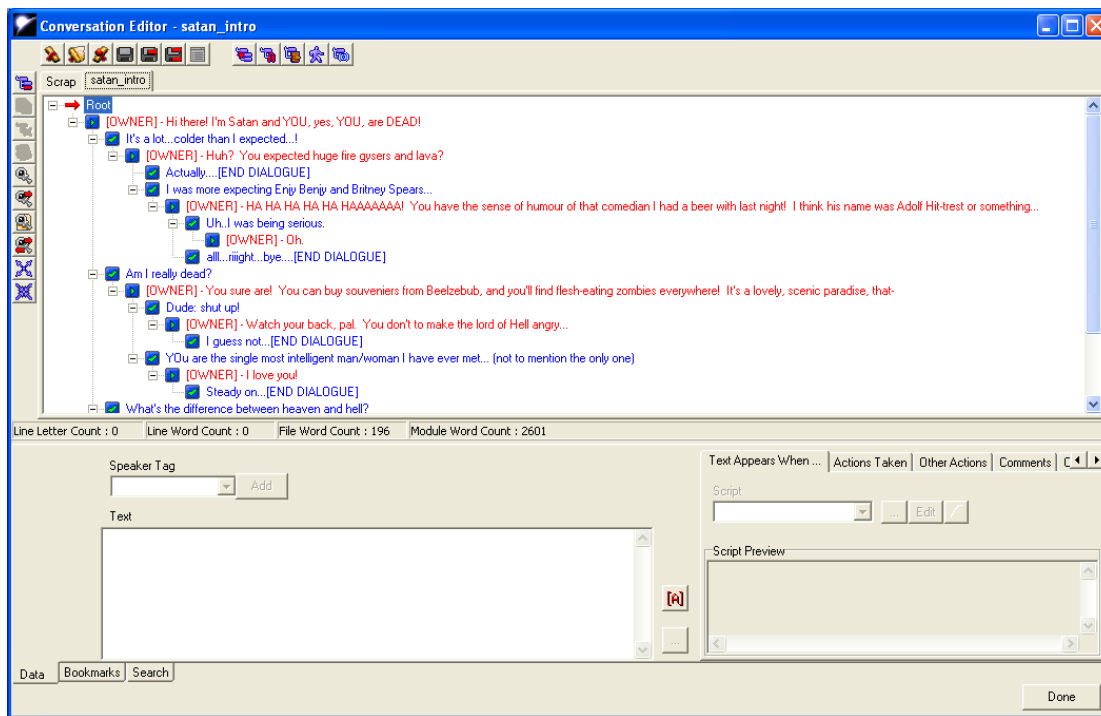 Conversation Editor - satan_intro
Scrap satan_intro
Root
[OWNER] - Hi there! I'm Satan and YOU, yes, YOU, are DEAD!
It's a lot...colder than I expected...!
[OWNER] - Huh? You expected huge fire gysers and lava?
Actually....[END DIALOGUE]
I was more expecting Enjy Benjy and Britney Spears...
[OWNER] - HA HA HA HA HA HAAAAAAA! You have the sense of humour of that comedian I had a beer with last night! I think his name was Adolf Hit-trest or something...
Uh..I was being serious.
[OWNER] - Oh.
alll...riiight...bye....[END DIALOGUE]
Am I really dead?
[OWNER] - You sure are! You can buy souveniers from Beelzebub, and you'll find flesh-eating zombies everywhere! It's a lovely, scenic paradise, that-
Dude: shut up!
[OWNER] - Watch your back, pal. You don't to make the lord of Hell angry...
I guess not...[END DIALOGUE]
YOu are the single most intelligent man/woman I have ever met... (not to mention the only one)
[OWNER] - I love you!
Steady on...[END DIALOGUE]
What's the difference between heaven and hell?
Line Letter Count : 0 Line Word Count : 0 File Word Count : 196 Module Word Count : 2601
Speaker Tag
Add
Text
[A]
...
Text Appears When ... Actions Taken Other Actions Comments C
Script
... Edit
Script Preview
Data Bookmarks Search
Done